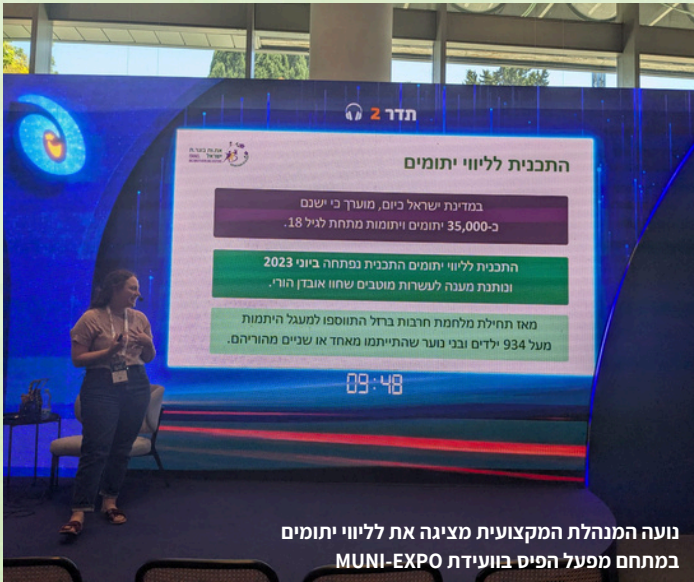 תדר 2
התכנית לליווי יתומים
במדינת ישראל כיום, מוערך כי ישנם
כ-35,000 יתומים ויתומות מתחת לגיל 18.
התכנית לליווי יתומים התכנית נפתחה ביוני 2023
ונותנת מענה לעשרות מוטבים שחוו אובדן הורי.
מאז תחילת מלחמת חרבות ברזל התווספו למעגל היתמות
מעל 934 ילדים ובני נוער שהתייתמו מאחד או שניים מהוריהם.
09:48
נועה המנהלת המקצועית מציגה את לליווי יתומים
במתחם מפעל הפיס בוועידת MUNI-EXPO